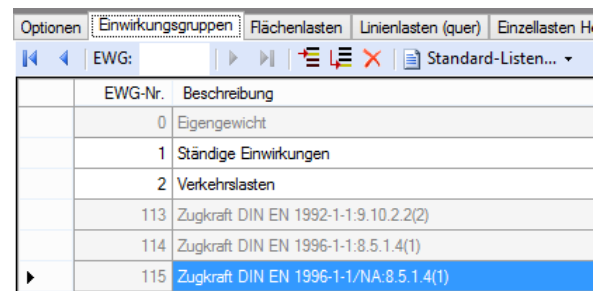 Optionen Einwirkungsgruppen Flächenlasten Linienlasten (quer) Einzellasten
EWG: Standard-Listen...
EWG-Nr. Beschreibung
0 Eigengewicht
1 Ständige Einwirkungen
2 Verkehrslasten
113 Zugkraft DIN EN 1992-1-1:9.10.2.2(2)
114 Zugkraft DIN EN 1996-1-1:8.5.1.4(1)
115 Zugkraft DIN EN 1996-1-1/NA:8.5.1.4(1)